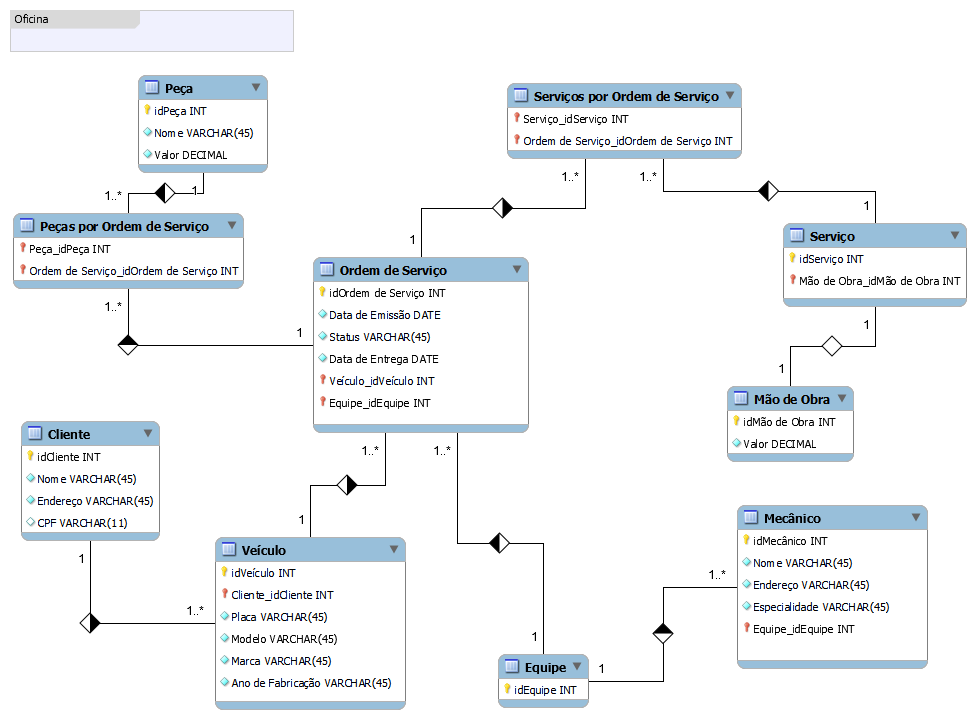 Oficina
Peça
idPeça INT
Nome VARCHAR(45)
Valor DECIMAL
1..*
1
Peças por Ordem de Serviço
Peça_idPeça INT
Ordem de Serviço_idOrdem de Serviço INT
1..*
1
Serviços por Ordem de Serviço
Serviço_idServiço INT
Ordem de Serviço_idOrdem de Serviço INT
1..*
1..*
1
1
Serviço
idServiço INT
Mão de Obra_idMão de Obra INT
1
1
Mão de Obra
idMão de Obra INT
Valor DECIMAL
Ordem de Serviço
idOrdem de Serviço INT
Data de Emissão DATE
Status VARCHAR(45)
Data de Entrega DATE
Veículo_idVeículo INT
Equipe_idEquipe INT
1..*
1..*
1
1
Cliente
idCliente INT
Nome VARCHAR(45)
Endereço VARCHAR(45)
CPF VARCHAR(11)
1
1..*
Veículo
idVeículo INT
Cliente_idCliente INT
Placa VARCHAR(45)
Modelo VARCHAR(45)
Marca VARCHAR(45)
Ano de Fabricação VARCHAR(45)
Mecânico
idMecânico INT
Nome VARCHAR(45)
Endereço VARCHAR(45)
Especialidade VARCHAR(45)
Equipe_idEquipe INT
1..*
1
Equipe
idEquipe INT